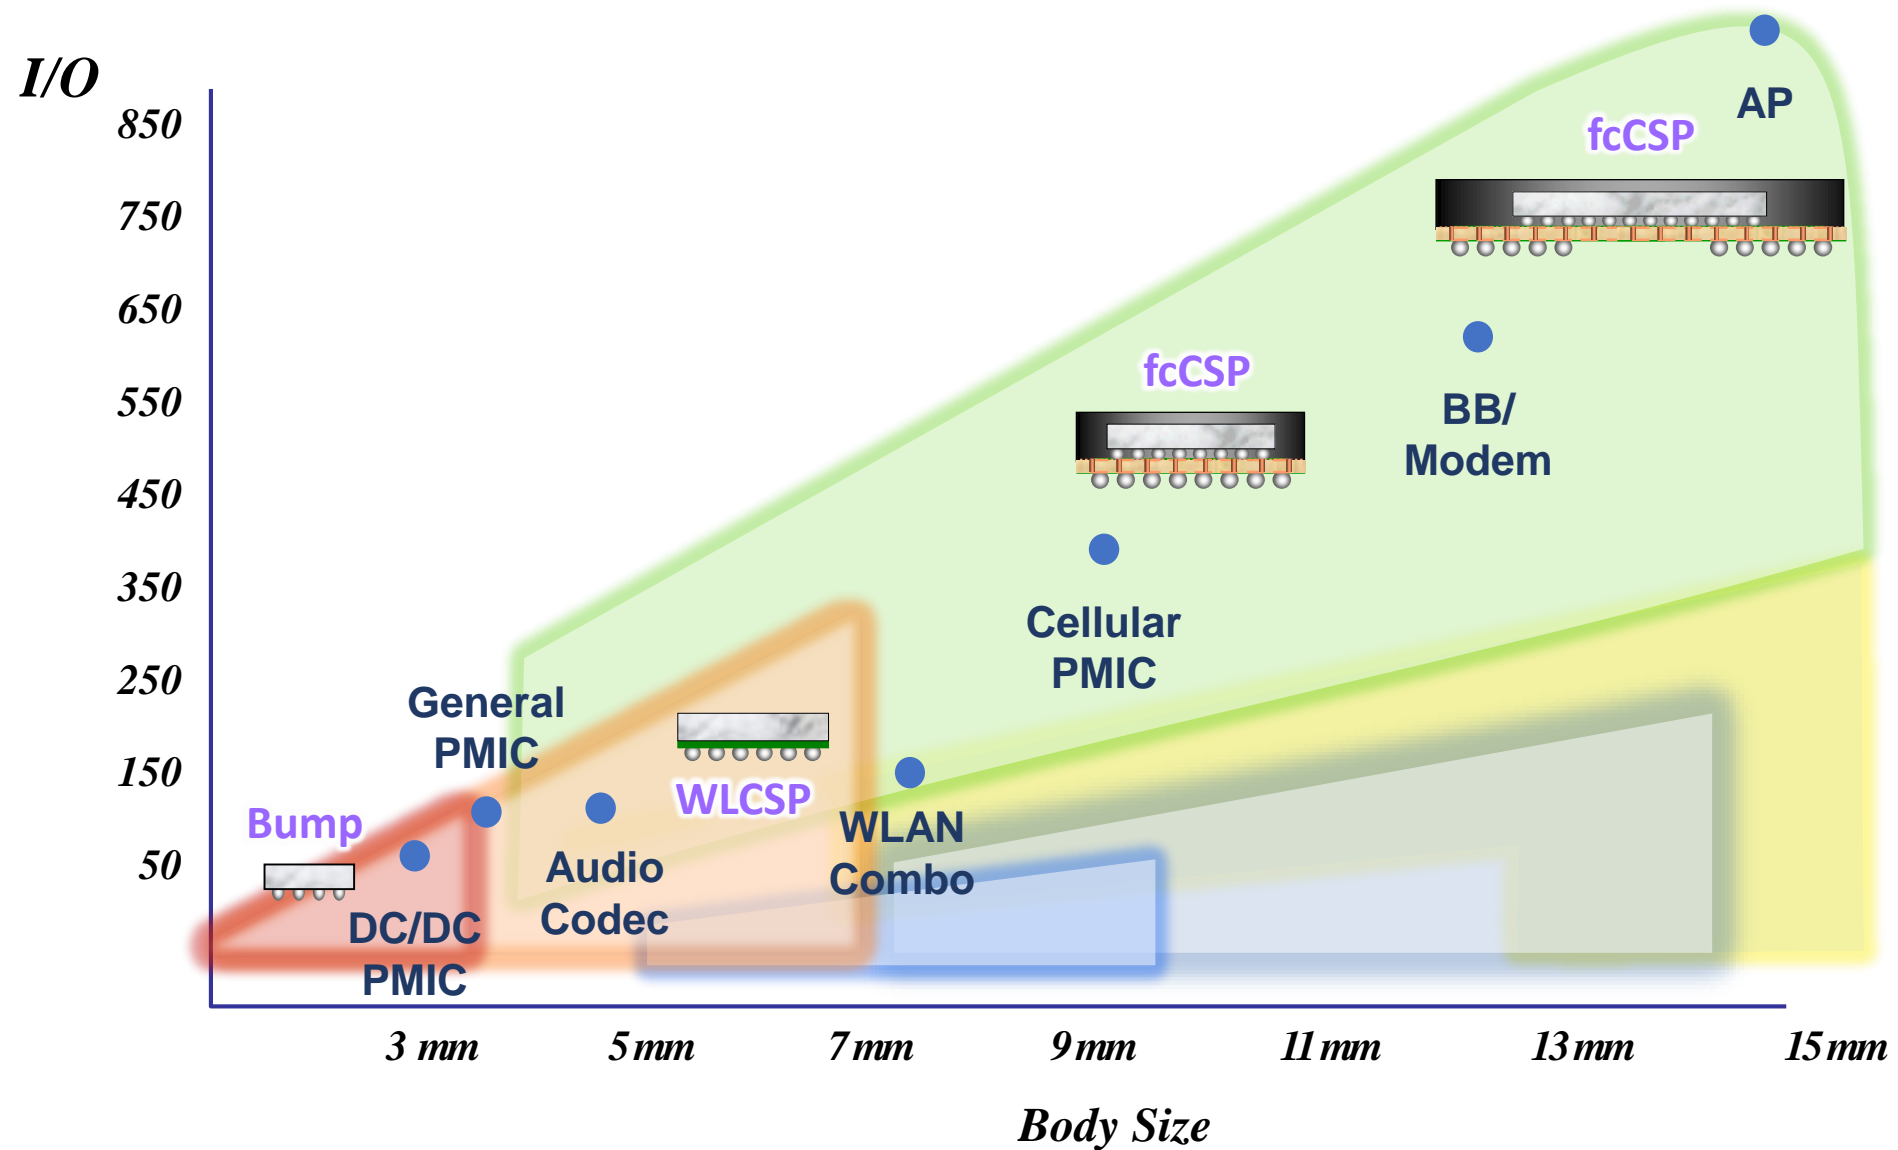 I/O
850
750
650
550
450
350
250
150
50
AP
fcCSP
fcCSP
BB/
Modem
Cellular
PMIC
General
PMIC
WLCSP
Bump
WLAN
Combo
Audio
Codec
DC/DC
PMIC
3 mm
5 mm
7 mm
9 mm
11 mm
13 mm
15 mm
Body Size